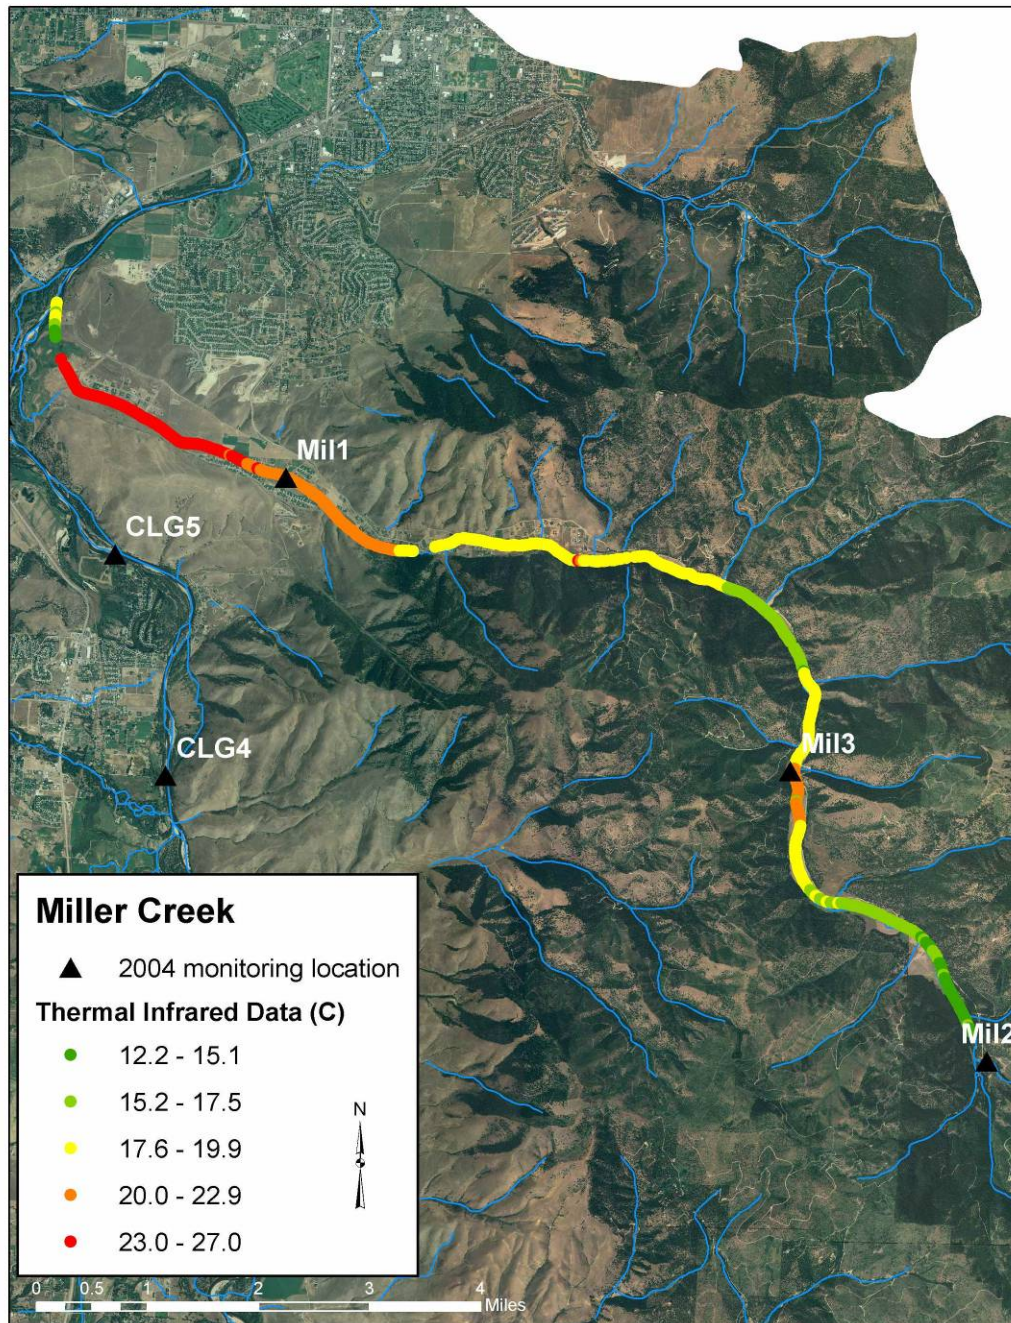 Mil1
CLG5
CLG4
Mil3
Mil2
Miller Creek
2004 monitoring location
Thermal Infrared Data (C)
12.2 - 15.1
15.2 - 17.5
17.6 - 19.9
20.0 - 22.9
23.0 - 27.0
N
0 0.5 1 2 3 4
Miles